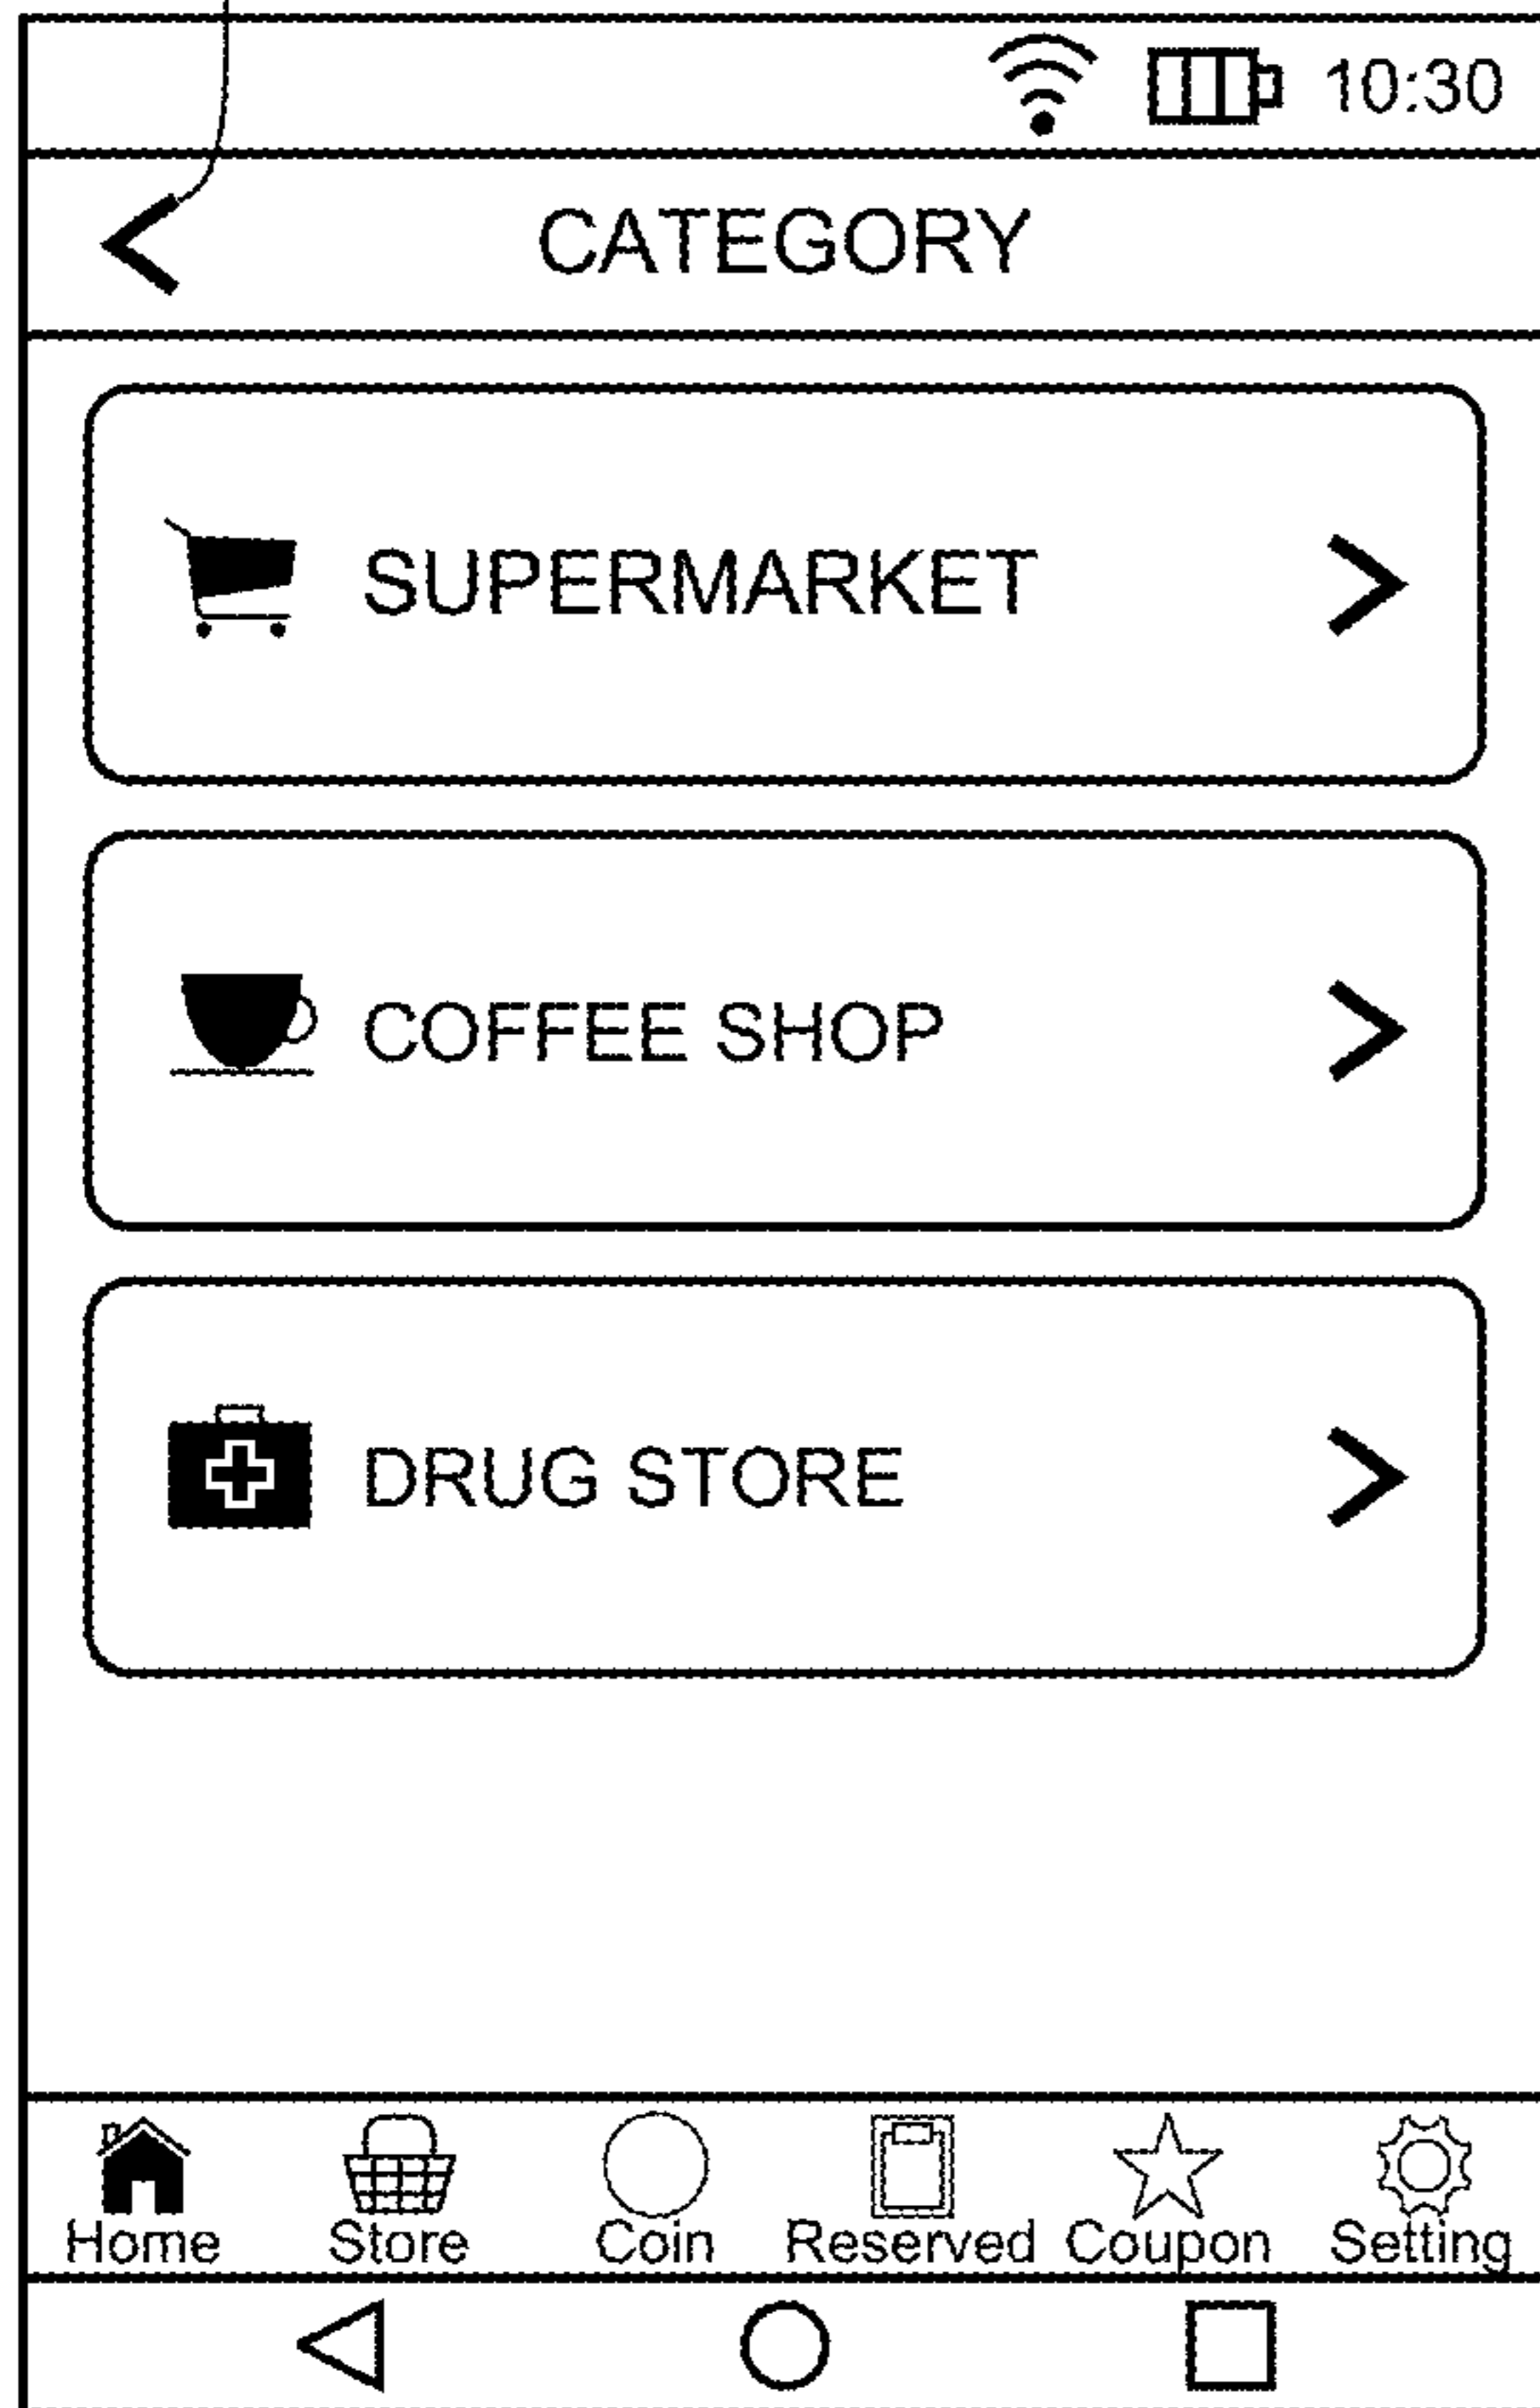 10:30
CATEGORY
SUPERMARKET
COFFEE SHOP
DRUG STORE
Home Store Coin Reserved Coupon Setting